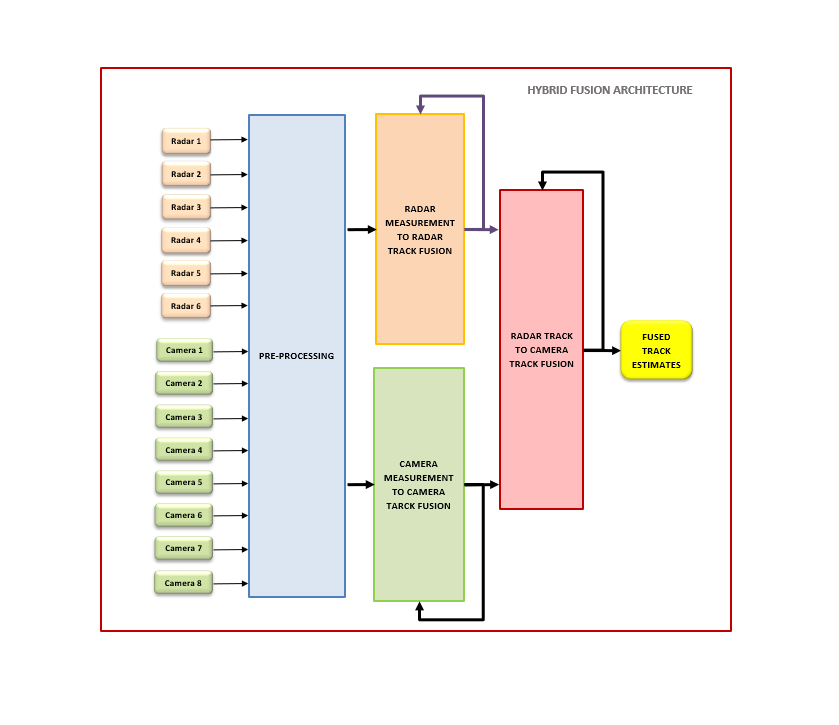 HYBRID FUSION ARCHITECTURE
Radar 1
Radar 2
Radar 3
Radar 4
Radar 5
Radar 6
Camera 1
Camera 2
Camera 3
Camera 4
Camera 5
Camera 6
Camera 7
Camera 8
PRE-PROCESSING
RADAR
MEASUREMENT
TO RADAR
TRACK FUSION
CAMERA
MEASUREMENT
TO CAMERA
TARCK FUSION
RADAR TRACK
TO CAMERA
TRACK FUSION
FUSED
TRACK
ESTIMATES